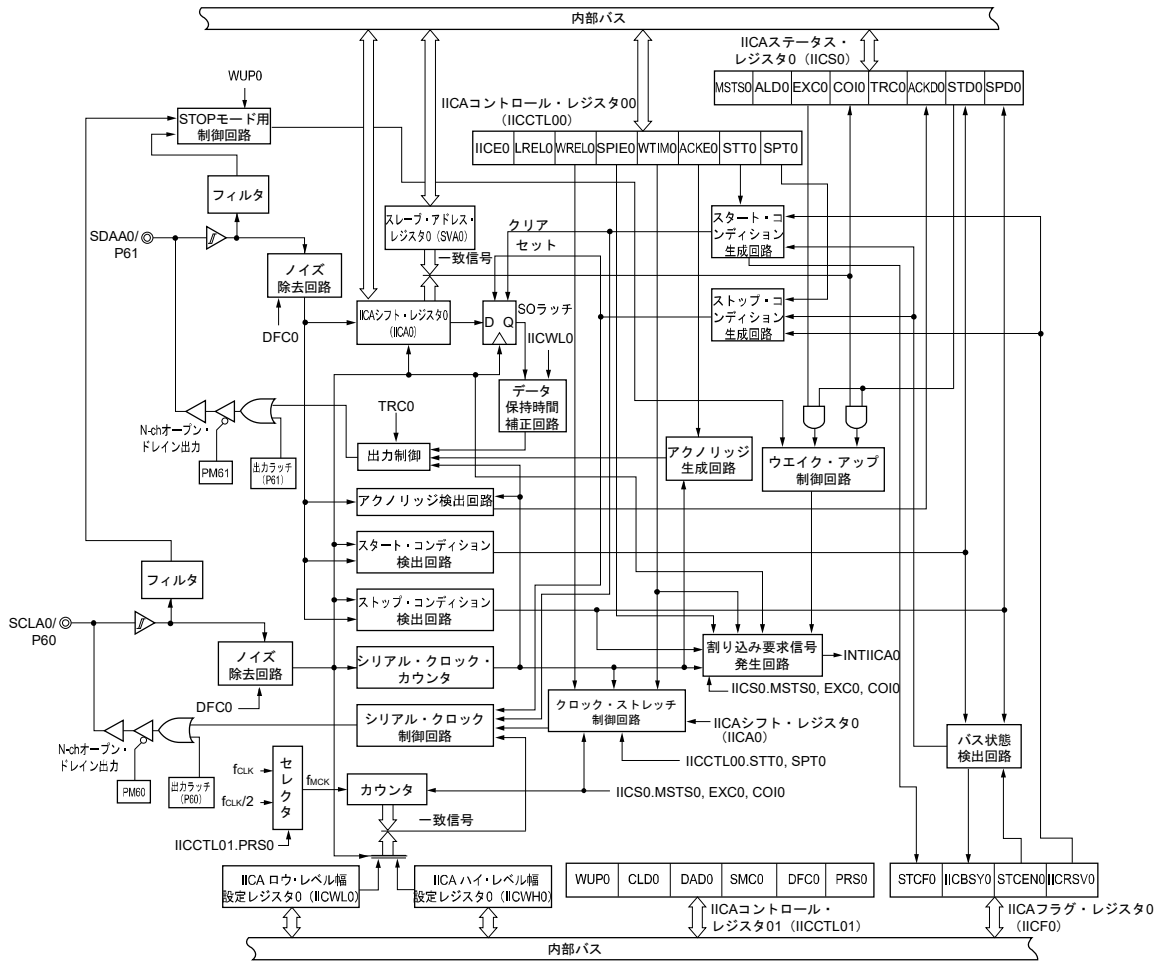 内部バス
IICAステータス・
レジスタ0（IICS0）
MSTS0 ALD0 EXC0 COI0 TRC0 ACKD0 STD0 SPD0
WUP0
IICAコントロール・レジスタ00
（IICCTL00）
STOPモード用
制御回路
IICE0 LREL0 WREL0 SPIE0 WTIM0 ACKE0 STT0 SPT0
フィルタ
スレーブ・アドレス・
レジスタ0（SVA0）
クリア
スタート・コ
ンディション
生成回路
SDAA0/
P61
セット
一致信号
ノイズ
除去回路
SOラッチ
ストップ・コ
ンディション
生成回路
IICAシフト・レジスタ0
（IICA0）
D Q
DFC0
IICWL0
データ
保持時間
補正回路
TRC0
N-chオープン・
ドレイン出力
出力制御
アクノリッジ
生成回路
ウエイク・アップ
制御回路
PM61
出力ラッチ
（P61）
アクノリッジ検出回路
スタート・コンディション
検出回路
フィルタ
ストップ・コンディション
検出回路
SCLA0/
P60
割り込み要求信号
発生回路
INTIICA0
ノイズ
除去回路
シリアル・クロック・
カウンタ
IICS0.MSTS0, EXC0, COI0
DFC0
シリアル・クロック
制御回路
クロック・ストレッチ
制御回路
IICAシフト・レジスタ0
（IICA0）
バス状態
検出回路
N-chオープン・
ドレイン出力
IICCTL00.STT0, SPT0
PM60
出力ラッチ
（P60）
fCLK
fCLK/2
セレクタ
fMCK
カウンタ
IICS0.MSTS0, EXC0, COI0
一致信号
IICCTL01.PRS0
IICA ロウ・レベル幅
設定レジスタ0（IICWL0）
IICA ハイ・レベル幅
設定レジスタ0（IICWH0）
WUP0 CLD0 DAD0 SMC0 DFC0 PRS0
STCF0 IICBSY0 STCEN0 IICRSV0
IICAコントロール・
レジスタ01（IICCTL01）
IICAフラグ・レジスタ0
（IICF0）
内部バス